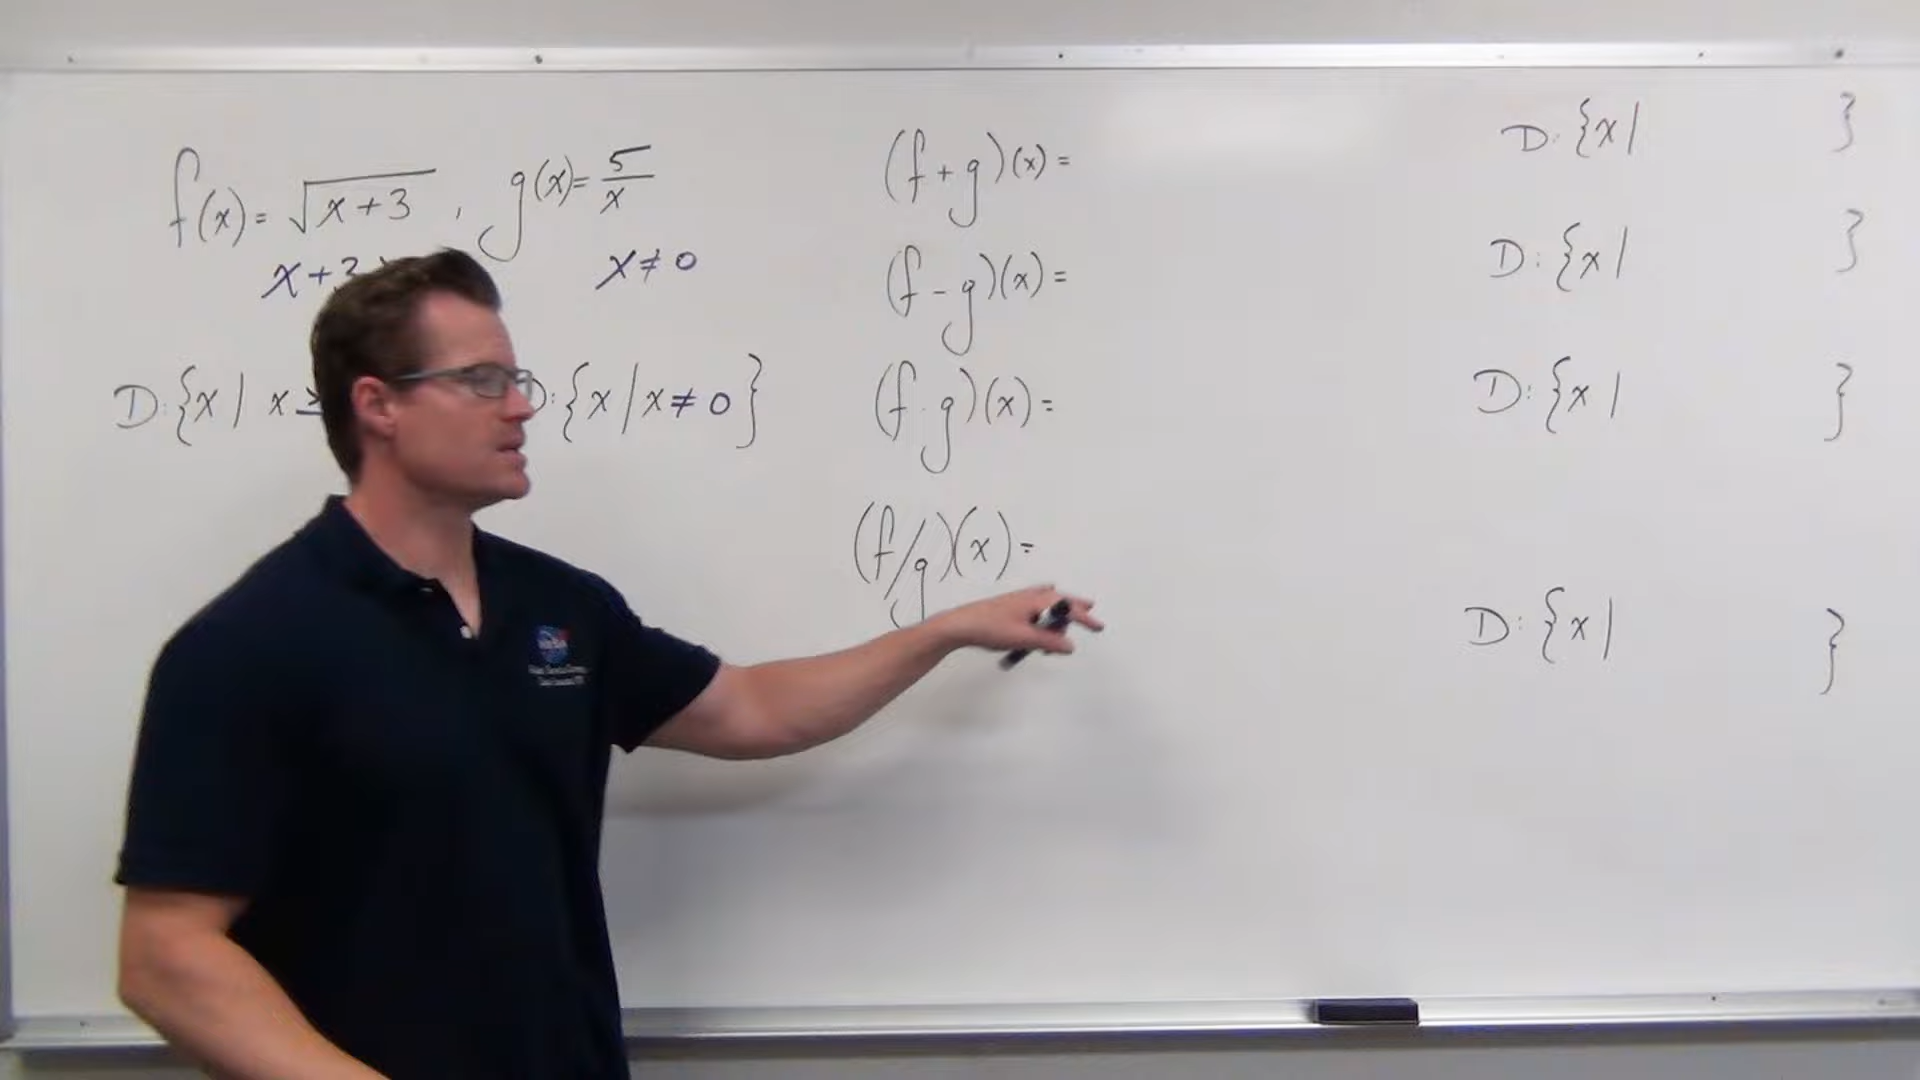 f(x) = √x+3 , g(x) = 5/x
x+3
x≠0
D:{x| x≥
D:{x|x≠0}
(f+g)(x)=
D:{x| }
(f-g)(x)=
D:{x| }
(f·g)(x)=
D:{x| }
(f/g)(x)=
D:{x| }